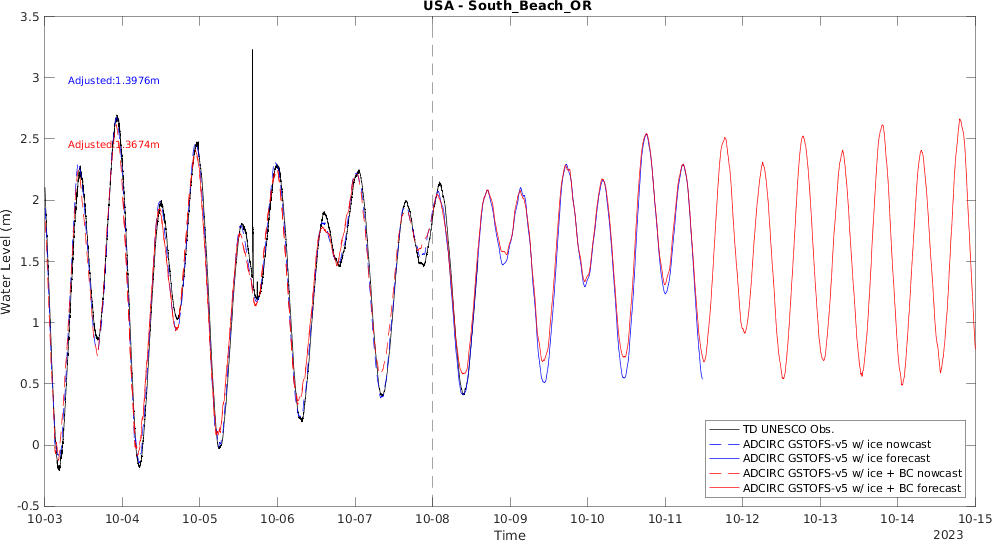 USA - South_Beach_OR
3.5
3
2.5
2
1.5
1
0.5
0
-0.5
Water Level (m)
Adjusted:1.3976m
Adjusted:1.3674m
TD UNESCO Obs.
ADCIRC GSTOFS-v5 w/ ice nowcast
ADCIRC GSTOFS-v5 w/ ice forecast
ADCIRC GSTOFS-v5 w/ ice + BC nowcast
ADCIRC GSTOFS-v5 w/ ice + BC forecast
10-03 10-04 10-05 10-06 10-07 10-08 10-09 10-10 10-11 10-12 10-13 10-14 10-15
Time
2023